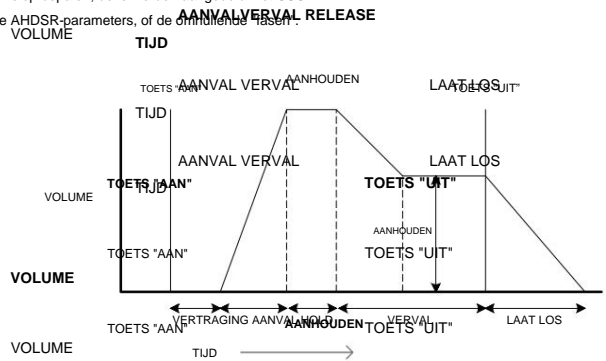 e AHDSR-parameters, of de omhullende "fasen".
AANVALVERVAL RELEASE
VOLUME
TIJD
TOETS "AAN"
AANVAL VERVAL
AANHOUDEN
LAAT LOS
TOETS "UIT"
TIJD
AANVAL VERVAL
LAAT LOS
TOETS "AAN"
TIJD
TOETS "UIT"
VOLUME
AANHOUDEN
TOETS "AAN"
TOETS "UIT"
VOLUME
VERTRAGING AANVAL HOLD
AANHOUDEN
VERVAL
LAAT LOS
TOETS "AAN"
TOETS "UIT"
VOLUME
TIJD